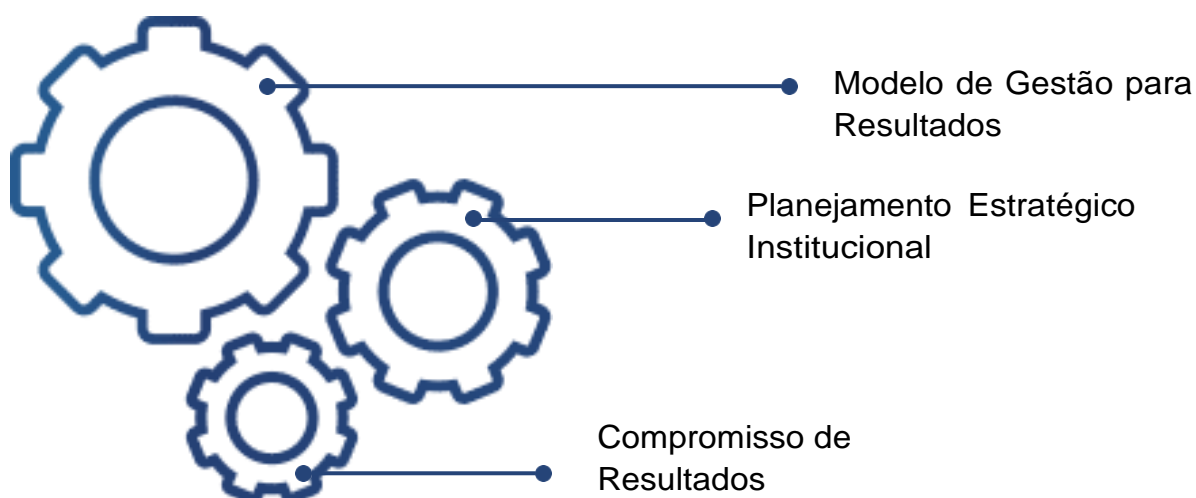 Modelo de Gestão para
Resultados
Planejamento Estratégico
Institucional
Compromisso de
Resultados